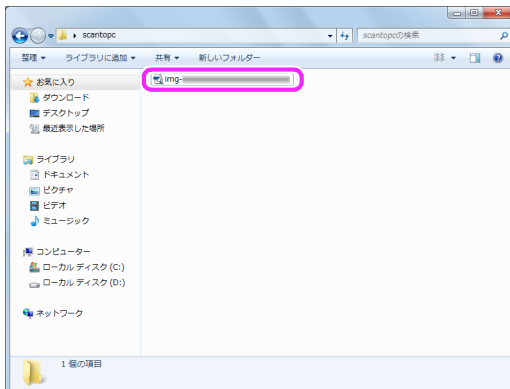 scantopc
scantopcの検索
整理 ライブラリに追加 共有 新しいフォルダー
img-
お気に入り
ダウンロード
デスクトップ
最近表示した場所
ライブラリ
ドキュメント
ピクチャ
ビデオ
ミュージック
コンピューター
ローカル ディスク (C:)
ローカル ディスク (D:)
ネットワーク
1 個の項目